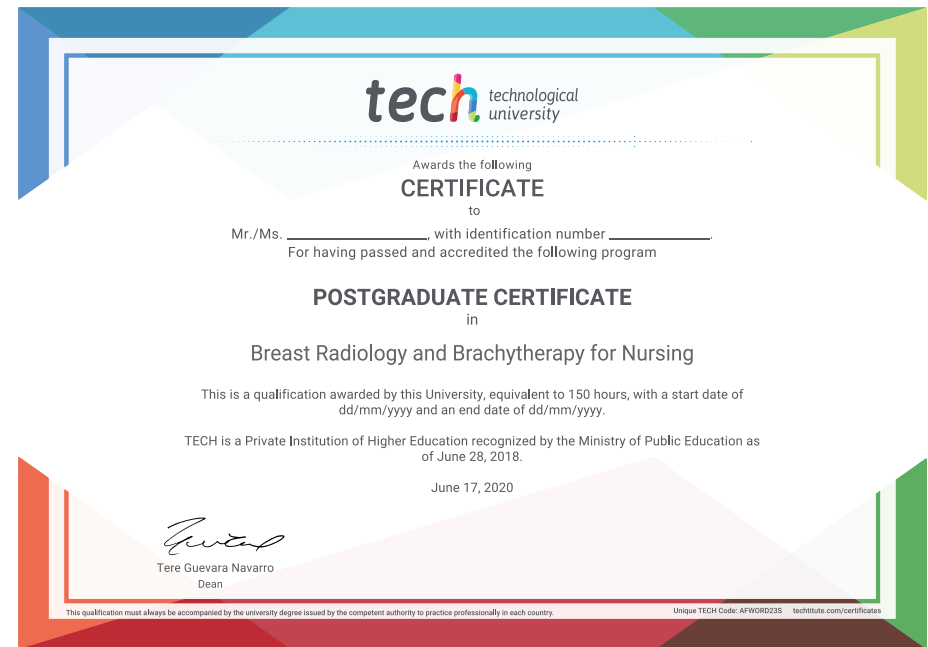 tech technological
university
Awards the following
CERTIFICATE
to
Mr./Ms. ____________________, with identification number ______________.
For having passed and accredited the following program
POSTGRADUATE CERTIFICATE
in
Breast Radiology and Brachytherapy for Nursing
This is a qualification awarded by this University, equivalent to 150 hours, with a start date of
dd/mm/yyyy and an end date of dd/mm/yyyy.
TECH is a Private Institution of Higher Education recognized by the Ministry of Public Education as
of June 28, 2018.
June 17, 2020
Tere Guevara Navarro
Dean
This qualification must always be accompanied by the university degree issued by the competent authority to practice professionally in each country.
Unique TECH Code: AFWORD23S techtitute.com/certificates